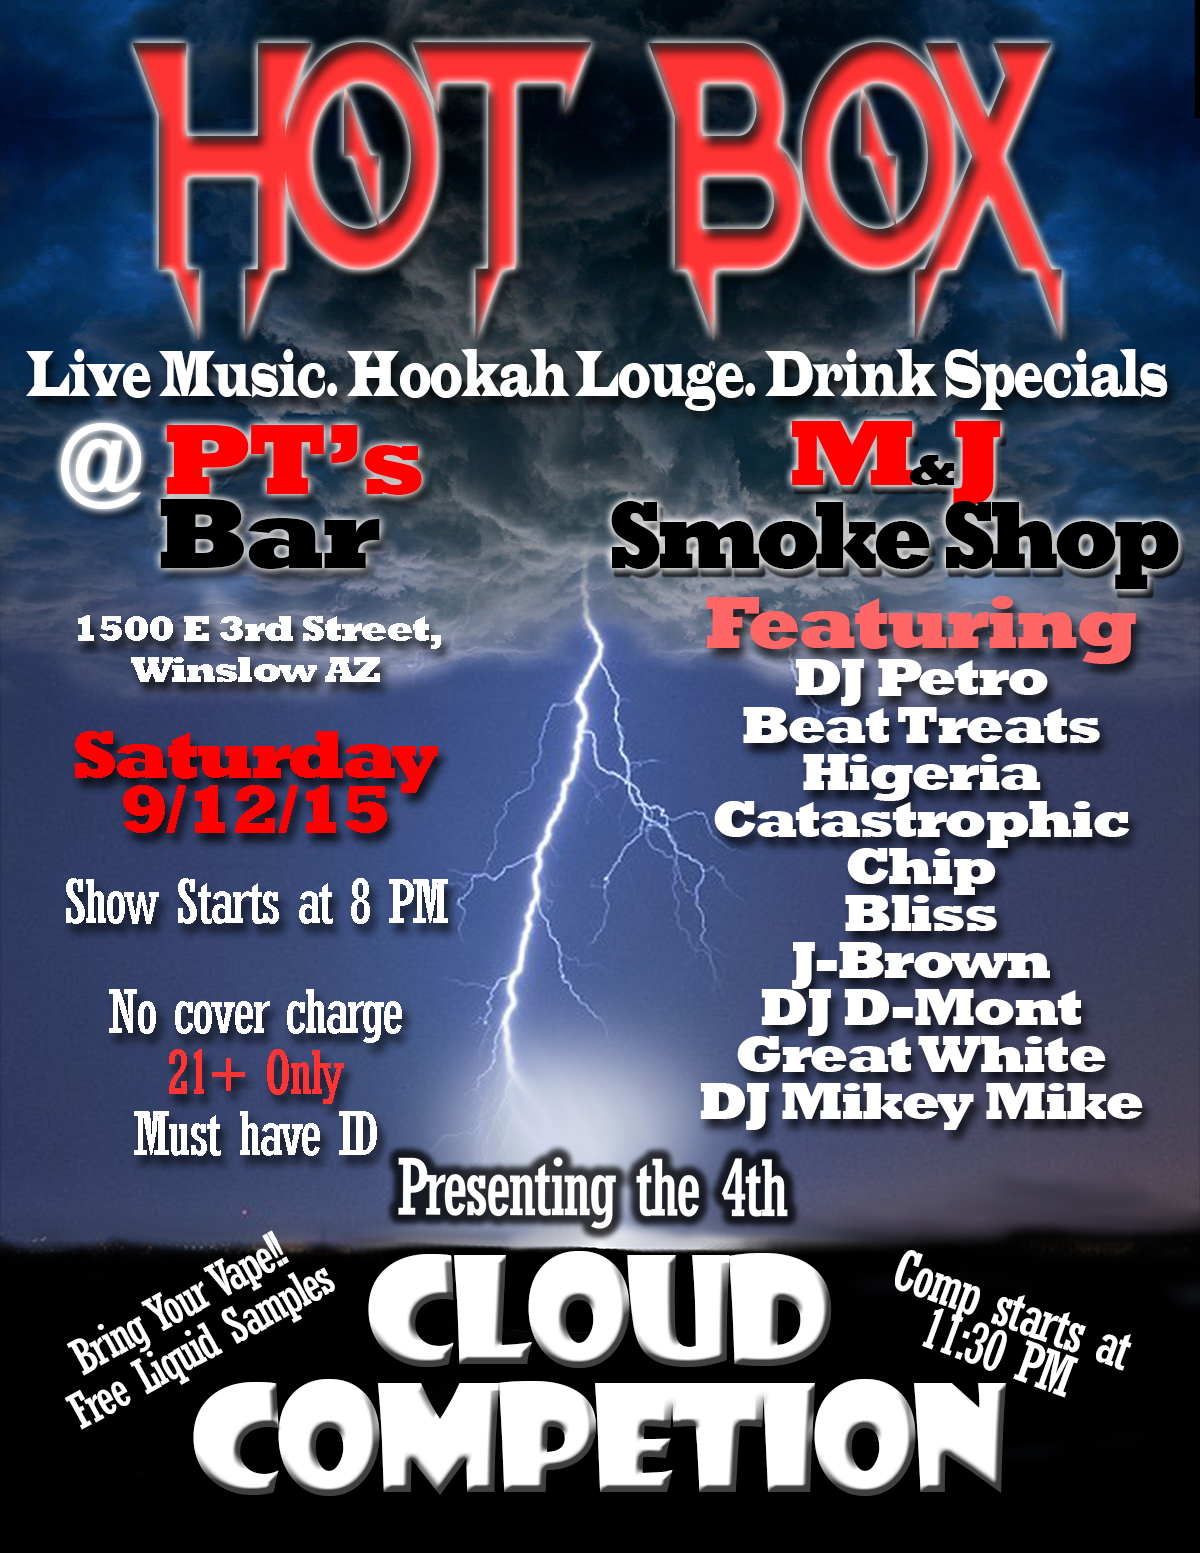 HOT BOX
Live Music. Hookah Louge. Drink Specials
@ PT's
Bar
M&J
Smoke Shop
1500 E 3rd Street,
Winslow AZ
Saturday
9/12/15
Show Starts at 8 PM
No cover charge
21+ Only
Must have ID
Featuring
DJ Petro
Beat Treats
Higeria
Catastrophic
Chip
Bliss
J-Brown
DJ D-Mont
Great White
DJ Mikey Mike
Presenting the 4th
CLOUD
COMPETION
Bring Your Vape!!
Free Liquid Samples
Comp starts at
11:30 PM